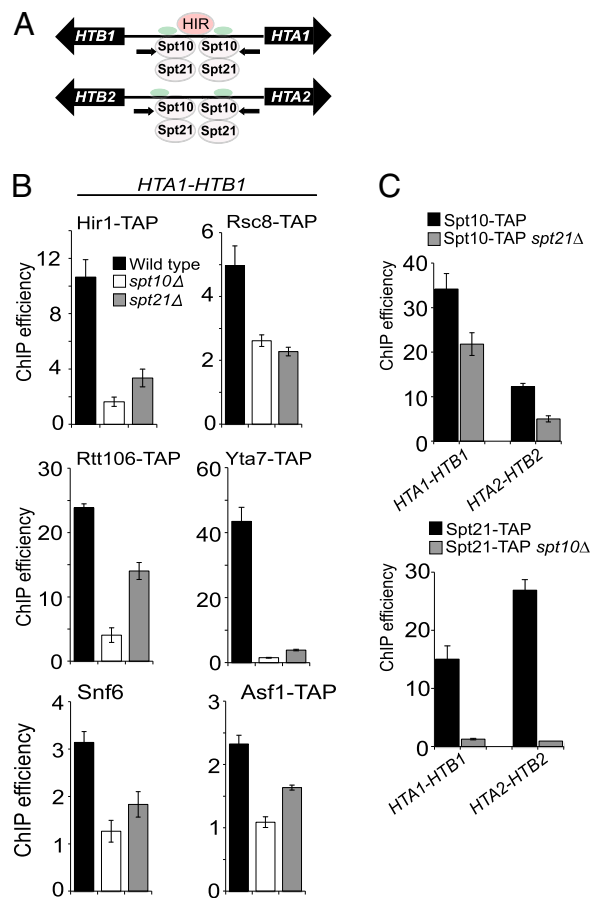 A
HIR
HTB1
HTA1
Spt10 Spt10
Spt21 Spt21
HTB2
HTA2
Spt10 Spt10
Spt21 Spt21
B
HTA1-HTB1
Hir1-TAP
ChIP efficiency
12
8
4
0
Wild type
spt10Δ
spt21Δ
Rsc8-TAP
6
4
2
0
Rtt106-TAP
ChIP efficiency
30
20
10
0
Yta7-TAP
60
40
20
0
Snf6
ChIP efficiency
4
3
2
1
0
Asf1-TAP
3
2
1
0
C
Spt10-TAP
Spt10-TAP spt21Δ
ChIP efficiency
40
30
20
10
0
HTA1-HTB1
HTA2-HTB2
Spt21-TAP
Spt21-TAP spt10Δ
ChIP efficiency
30
20
10
0
HTA1-HTB1
HTA2-HTB2